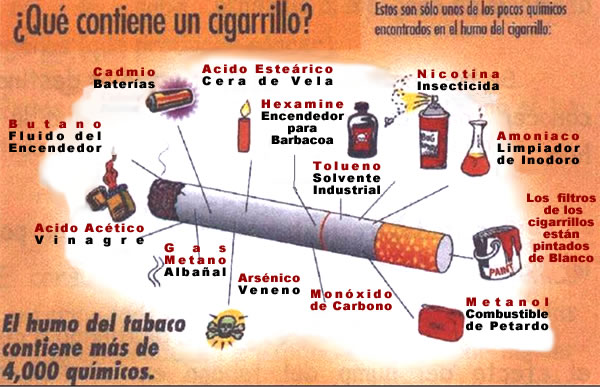 ¿Qué contiene un cigarrillo?
Estos son sólo unos de los pocos químicos
encontrados en el humo del cigarrillo:
Cadmio
Baterías
Acido Esteárico
Cera de Vela
Hexamine
Encendedor
para
Barbacoa
Nicotina
Insecticida
Butano
Fluido del
Encendedor
Amoniaco
Limpiador
de Inodoro
Tolueno
Solvente
Industrial
Acido Acético
Vinagre
Gas
Metano
Albañal
Arsénico
Veneno
Monóxido
de Carbono
Metanol
Combustible
de Petardo
Los filtros
de los
cigarrillos
están
pintados
de Blanco
PAINT
El humo del tabaco
contiene más de
4,000 químicos.